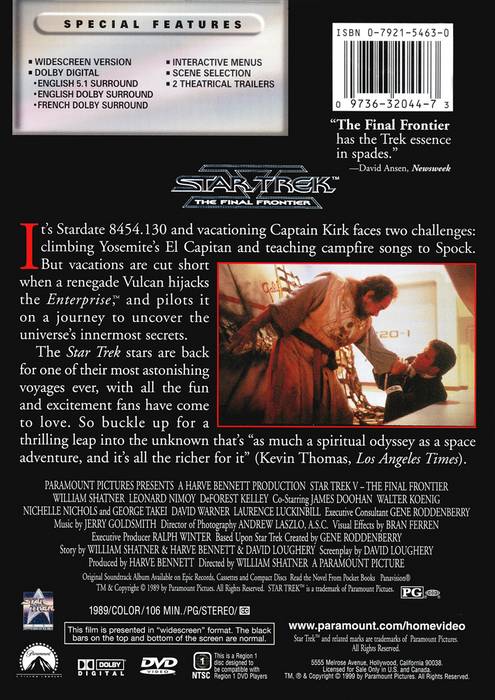 SPECIAL FEATURES
▪ WIDESCREEN VERSION
▪ DOLBY DIGITAL
•ENGLISH 5.1 SURROUND
•ENGLISH DOLBY SURROUND
•FRENCH DOLBY SURROUND
▪ INTERACTIVE MENUS
▪ SCENE SELECTION
▪ 2 THEATRICAL TRAILERS
ISBN 0-7921-5463-0
0 9736-32044-7 3
“The Final Frontier
has the Trek essence
in spades.”
—David Ansen, Newsweek
STAR TREK™
THE FINAL FRONTIER
It’s Stardate 8454.130 and vacationing Captain Kirk faces two challenges:
climbing Yosemite’s El Capitan and teaching campfire songs to Spock.
But vacations are cut short
when a renegade Vulcan hijacks
the Enterprise,™ and pilots it
on a journey to uncover the
universe’s innermost secrets.
The Star Trek stars are back
for one of their most astonishing
voyages ever, with all the fun
and excitement fans have come
to love. So buckle up for a
thrilling leap into the unknown that’s “as much a spiritual odyssey as a space
adventure, and it’s all the richer for it” (Kevin Thomas, Los Angeles Times).
PARAMOUNT PICTURES PRESENTS A HARVE BENNETT PRODUCTION STAR TREK V – THE FINAL FRONTIER
WILLIAM SHATNER LEONARD NIMOY DeFOREST KELLEY Co-Starring JAMES DOOHAN WALTER KOENIG
NICHELLE NICHOLS and GEORGE TAKEI DAVID WARNER LAURENCE LUCKINBILL Executive Consultant GENE RODDENBERRY
Music by JERRY GOLDSMITH Director of Photography ANDREW LASZLO, A.S.C. Visual Effects by BRAN FERREN
Executive Producer RALPH WINTER Based Upon Star Trek Created by GENE RODDENBERRY
Story by WILLIAM SHATNER & HARVE BENNETT & DAVID LOUGHERY Screenplay by DAVID LOUGHERY
Produced by HARVE BENNETT Directed by WILLIAM SHATNER A PARAMOUNT PICTURE
Original Soundtrack Album Available on Epic Records, Cassettes and Compact Discs Read the Novel From Pocket Books Panavision®
TM & Copyright © 1989 by Paramount Pictures. All Rights Reserved. STAR TREK™ is a trademark of Paramount Pictures.
PG
1989/COLOR/106 MIN./PG/STEREO/CC
This film is presented in “widescreen” format. The black
bars on the top and bottom of the screen are normal.
www.paramount.com/homevideo
Star Trek™ and related marks are trademarks of Paramount Pictures.
All Rights Reserved.
Paramount
DOLBY
DIGITAL
DVD
VIDEO
1
NTSC
This is a Region 1
disc designed to
be compatible with
Region 1 DVD Players
5555 Melrose Avenue, Hollywood, California 90038.
Licensed for Sale Only in U.S. and Canada.
TM, ® & Copyright © 1999 by Paramount Pictures. All Rights Reserved.